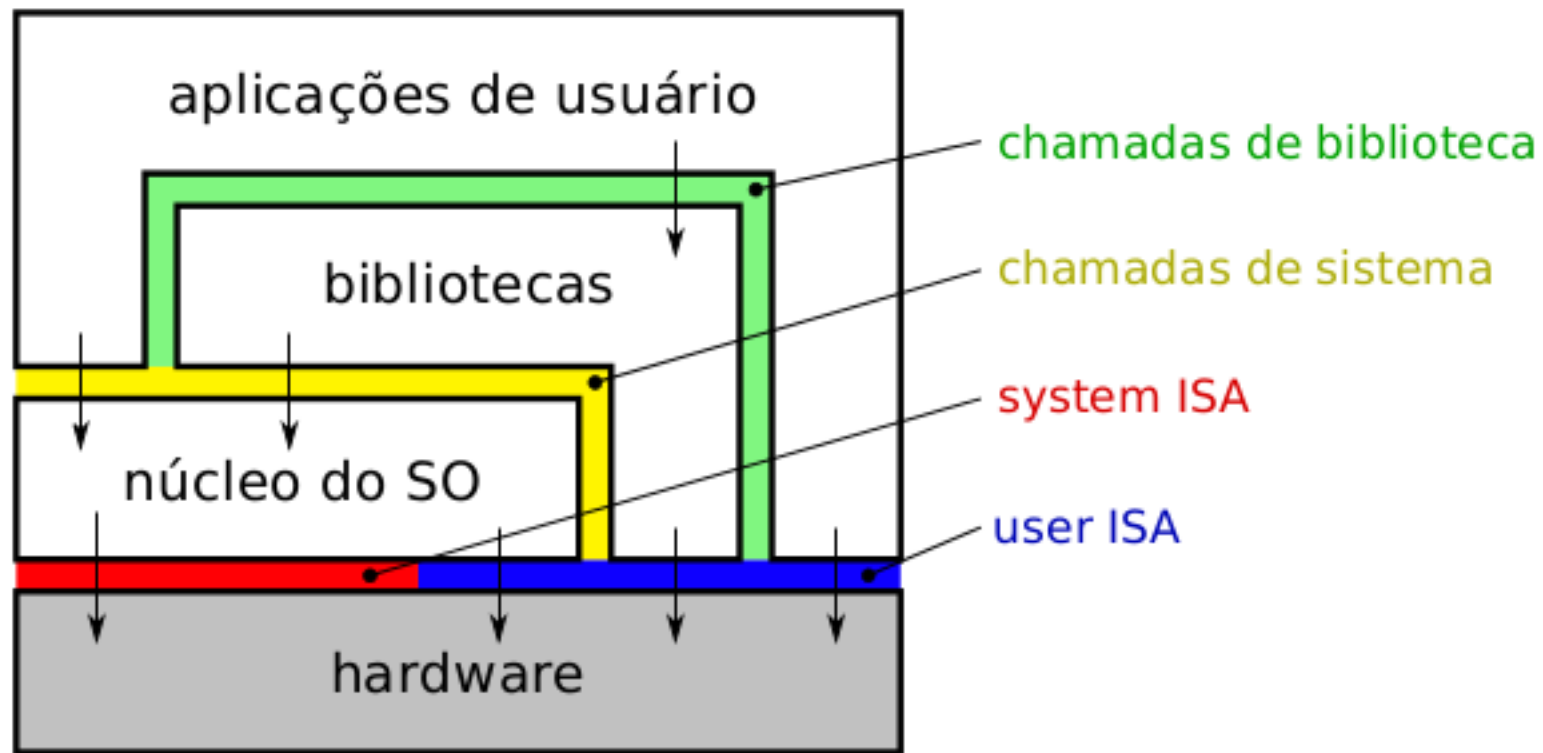 aplicações de usuário
chamadas de biblioteca
bibliotecas
chamadas de sistema
system ISA
núcleo do SO
user ISA
hardware